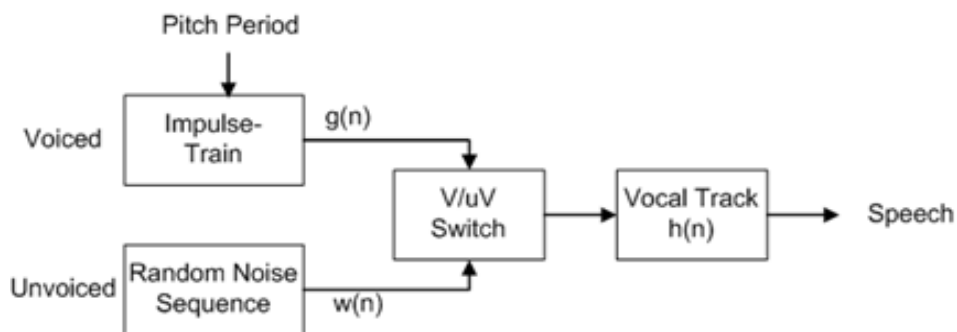 Pitch Period
Voiced
Impulse-
Train
g(n)
V/uV
Switch
Vocal Track
h(n)
Speech
Unvoiced
Random Noise
Sequence
w(n)